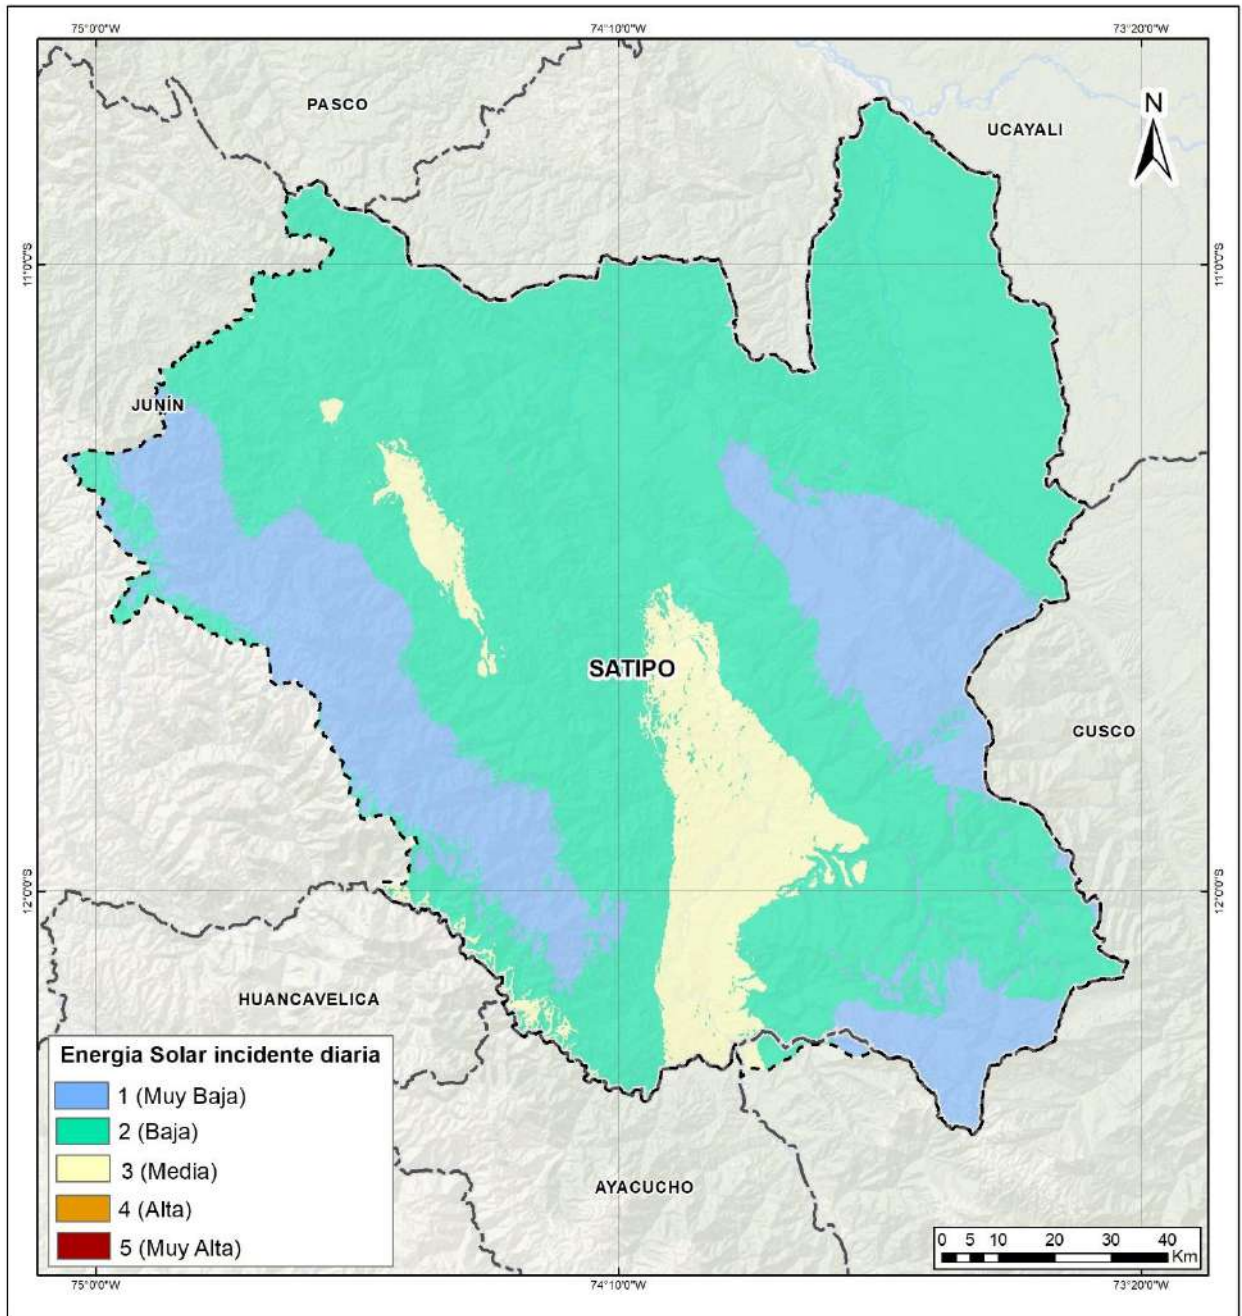 75°0'0"W
74°10'0"W
73°20'0"W
N
PASCO
UCAYALI
11°0'0"S
11°0'0"S
JUNÍN
SATIPO
CUSCO
12°0'0"S
12°0'0"S
HUANCAVELICA
Energia Solar incidente diaria
1 (Muy Baja)
2 (Baja)
3 (Media)
4 (Alta)
5 (Muy Alta)
AYACUCHO
0 5 10 20 30 40
Km
75°0'0"W
74°10'0"W
73°20'0"W